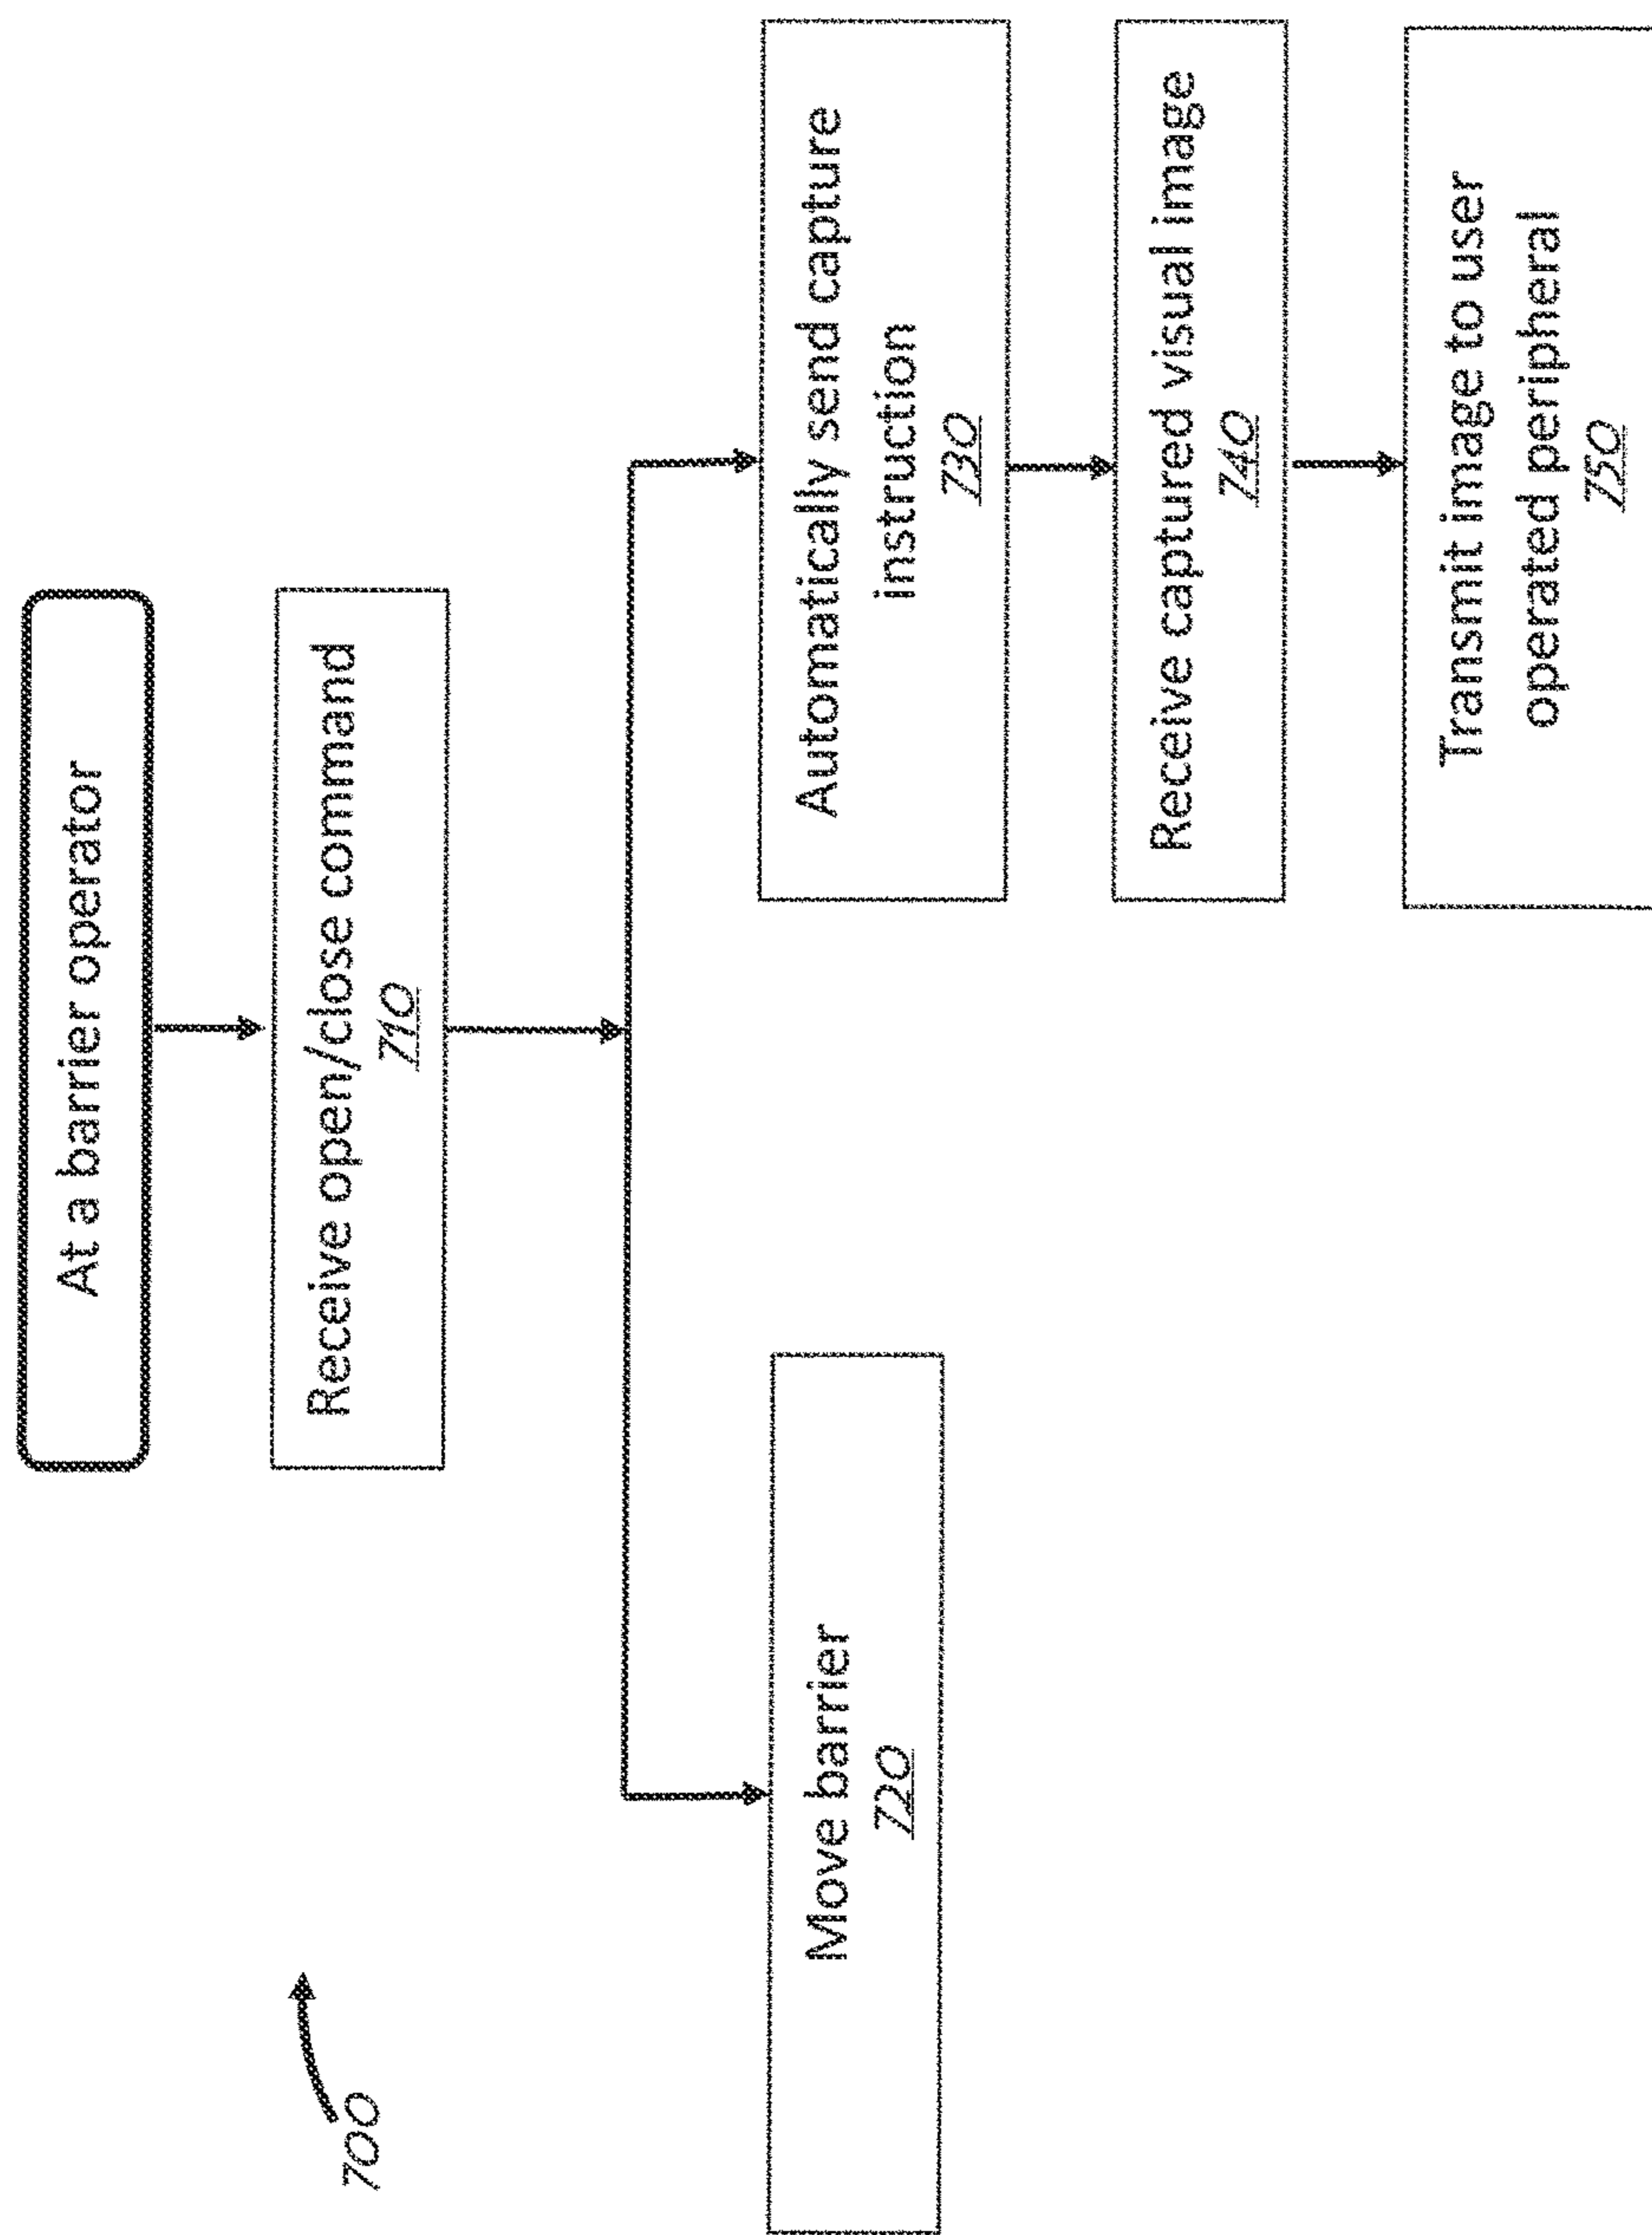 700
At a barrier operator
Receive open/close command
710
Move barrier
720
Automatically send capture
instruction
730
Receive captured visual image
740
Transmit image to user
operated peripheral
750